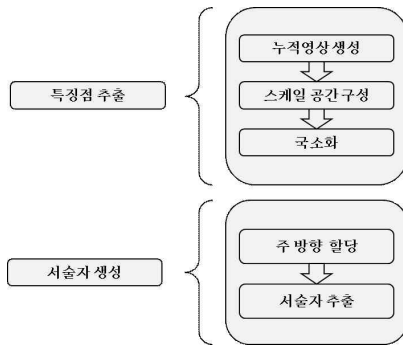 누적영상 생성
특징점 추출
스케일 공간 구성
국소화
주 방향 할당
서술자 생성
서술자 추출